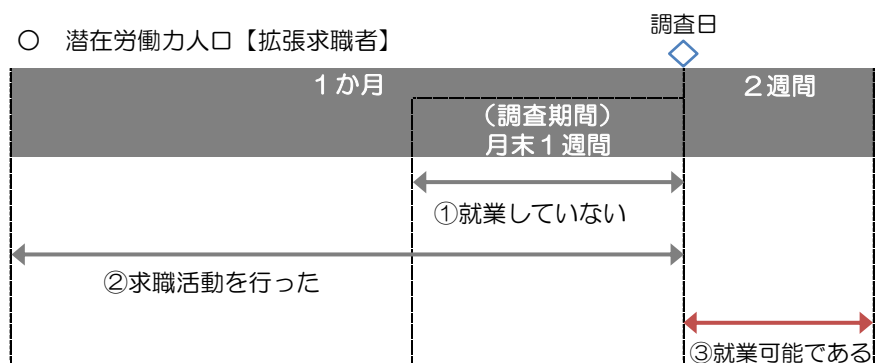 調査日
○　潜在労働力人口【拡張求職者】
１か月
２週間
（調査期間）
月末１週間
①就業していない
②求職活動を行った
③就業可能である